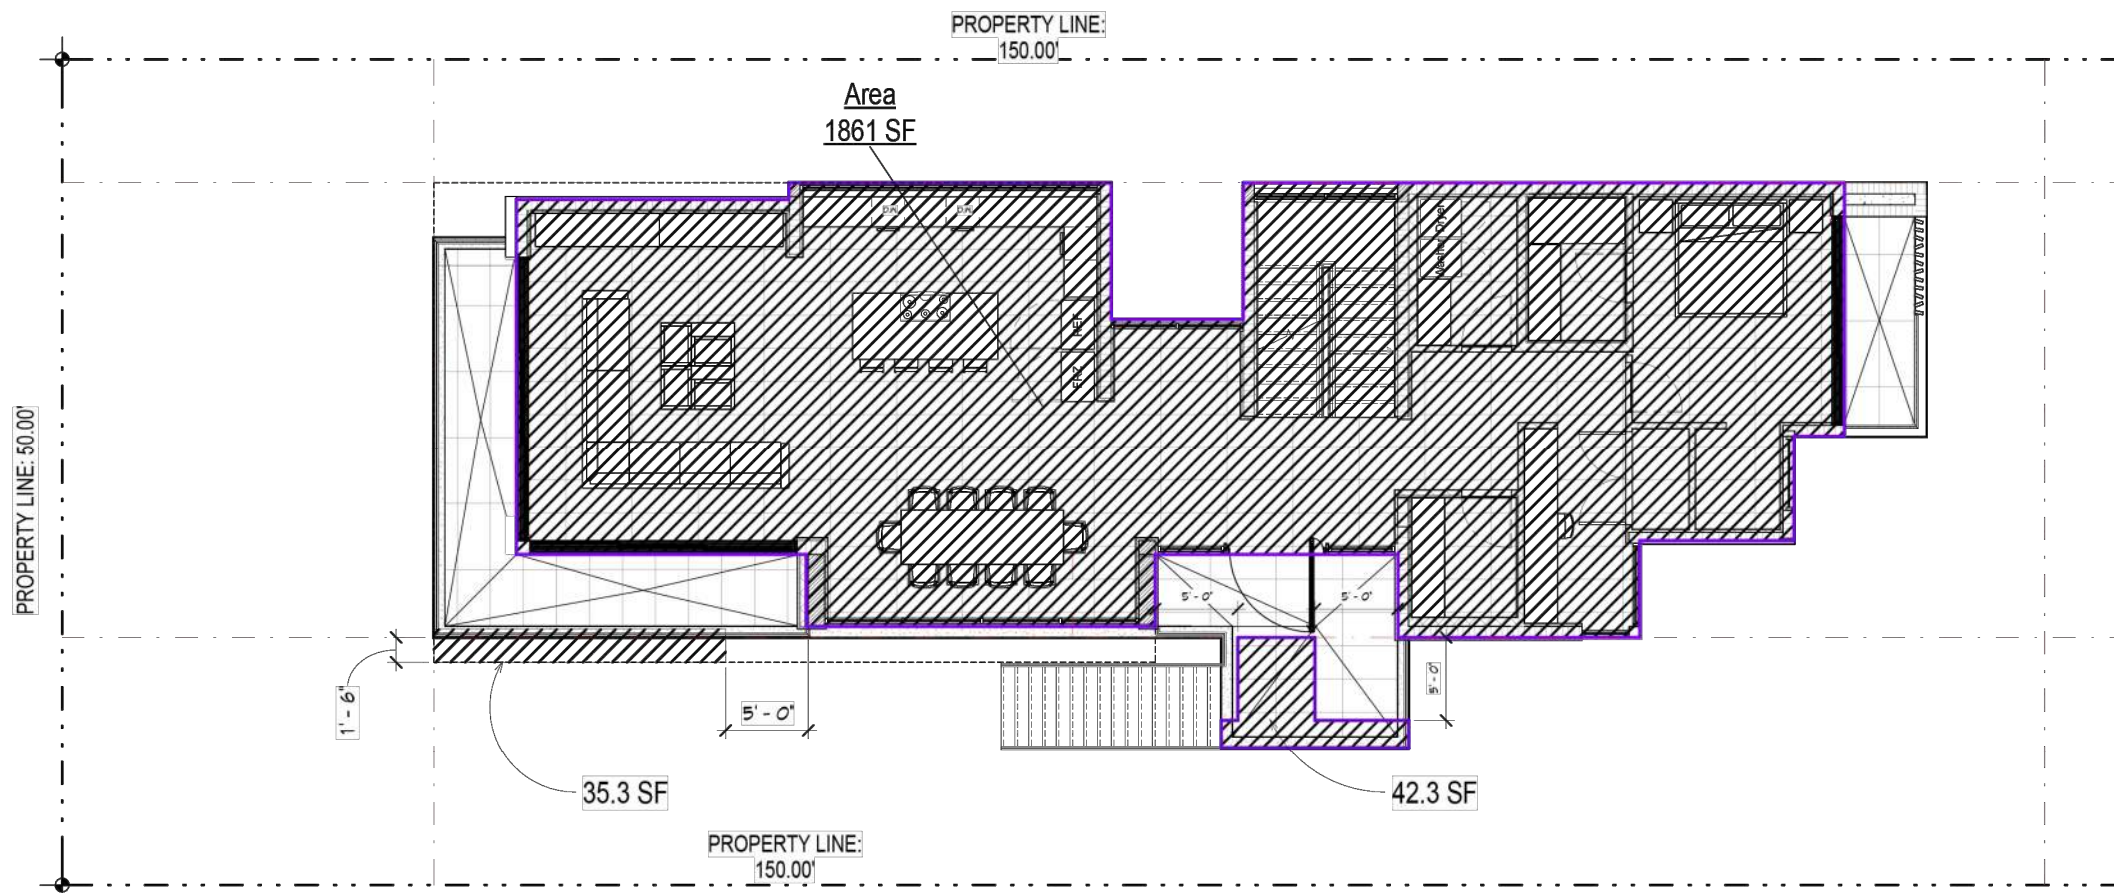 PROPERTY LINE:
150.00'
Area
1861 SF
Washer
Dryer
REF.
FRZ
PROPERTY LINE: 50.00'
5' - 0"
5' - 0"
1' - 6"
5' - 0"
5' - 0"
35.3 SF
42.3 SF
PROPERTY LINE:
150.00'